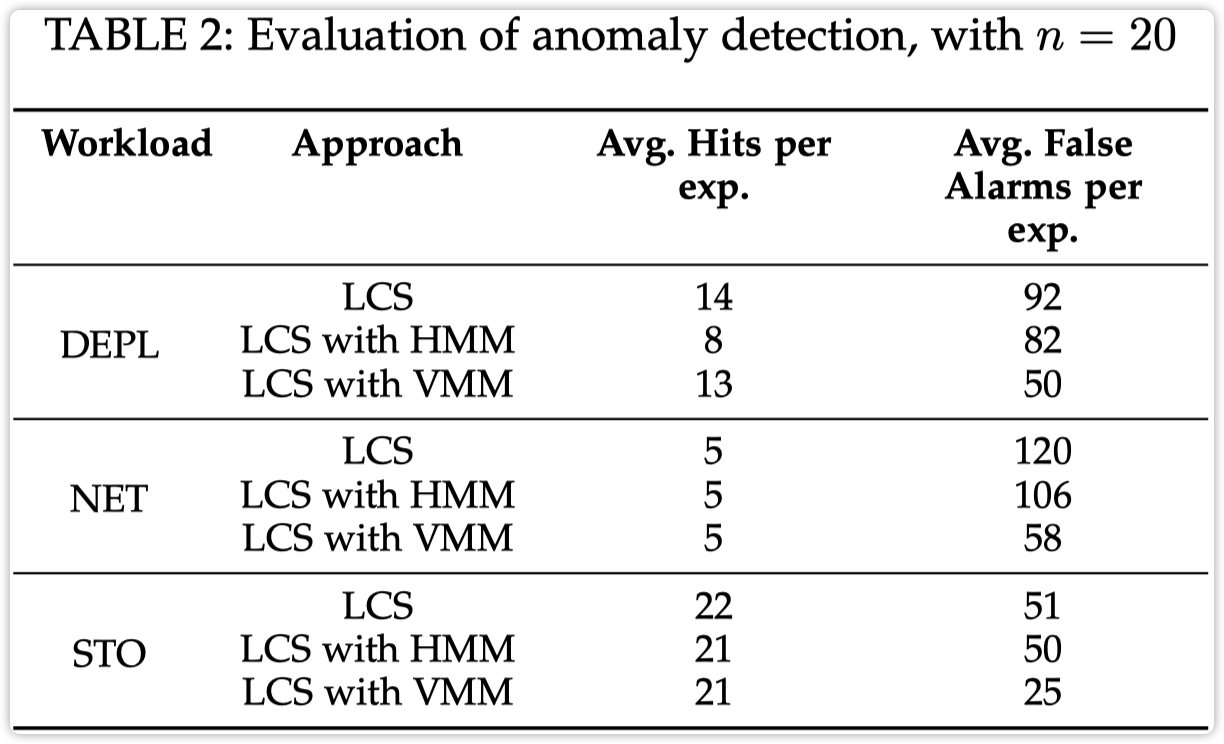 TABLE 2: Evaluation of anomaly detection, with n = 20
Workload Approach Avg. Hits per exp. Avg. False Alarms per exp.
DEPL LCS 14 92
LCS with HMM 8 82
LCS with VMM 13 50
NET LCS 5 120
LCS with HMM 5 106
LCS with VMM 5 58
STO LCS 22 51
LCS with HMM 21 50
LCS with VMM 21 25